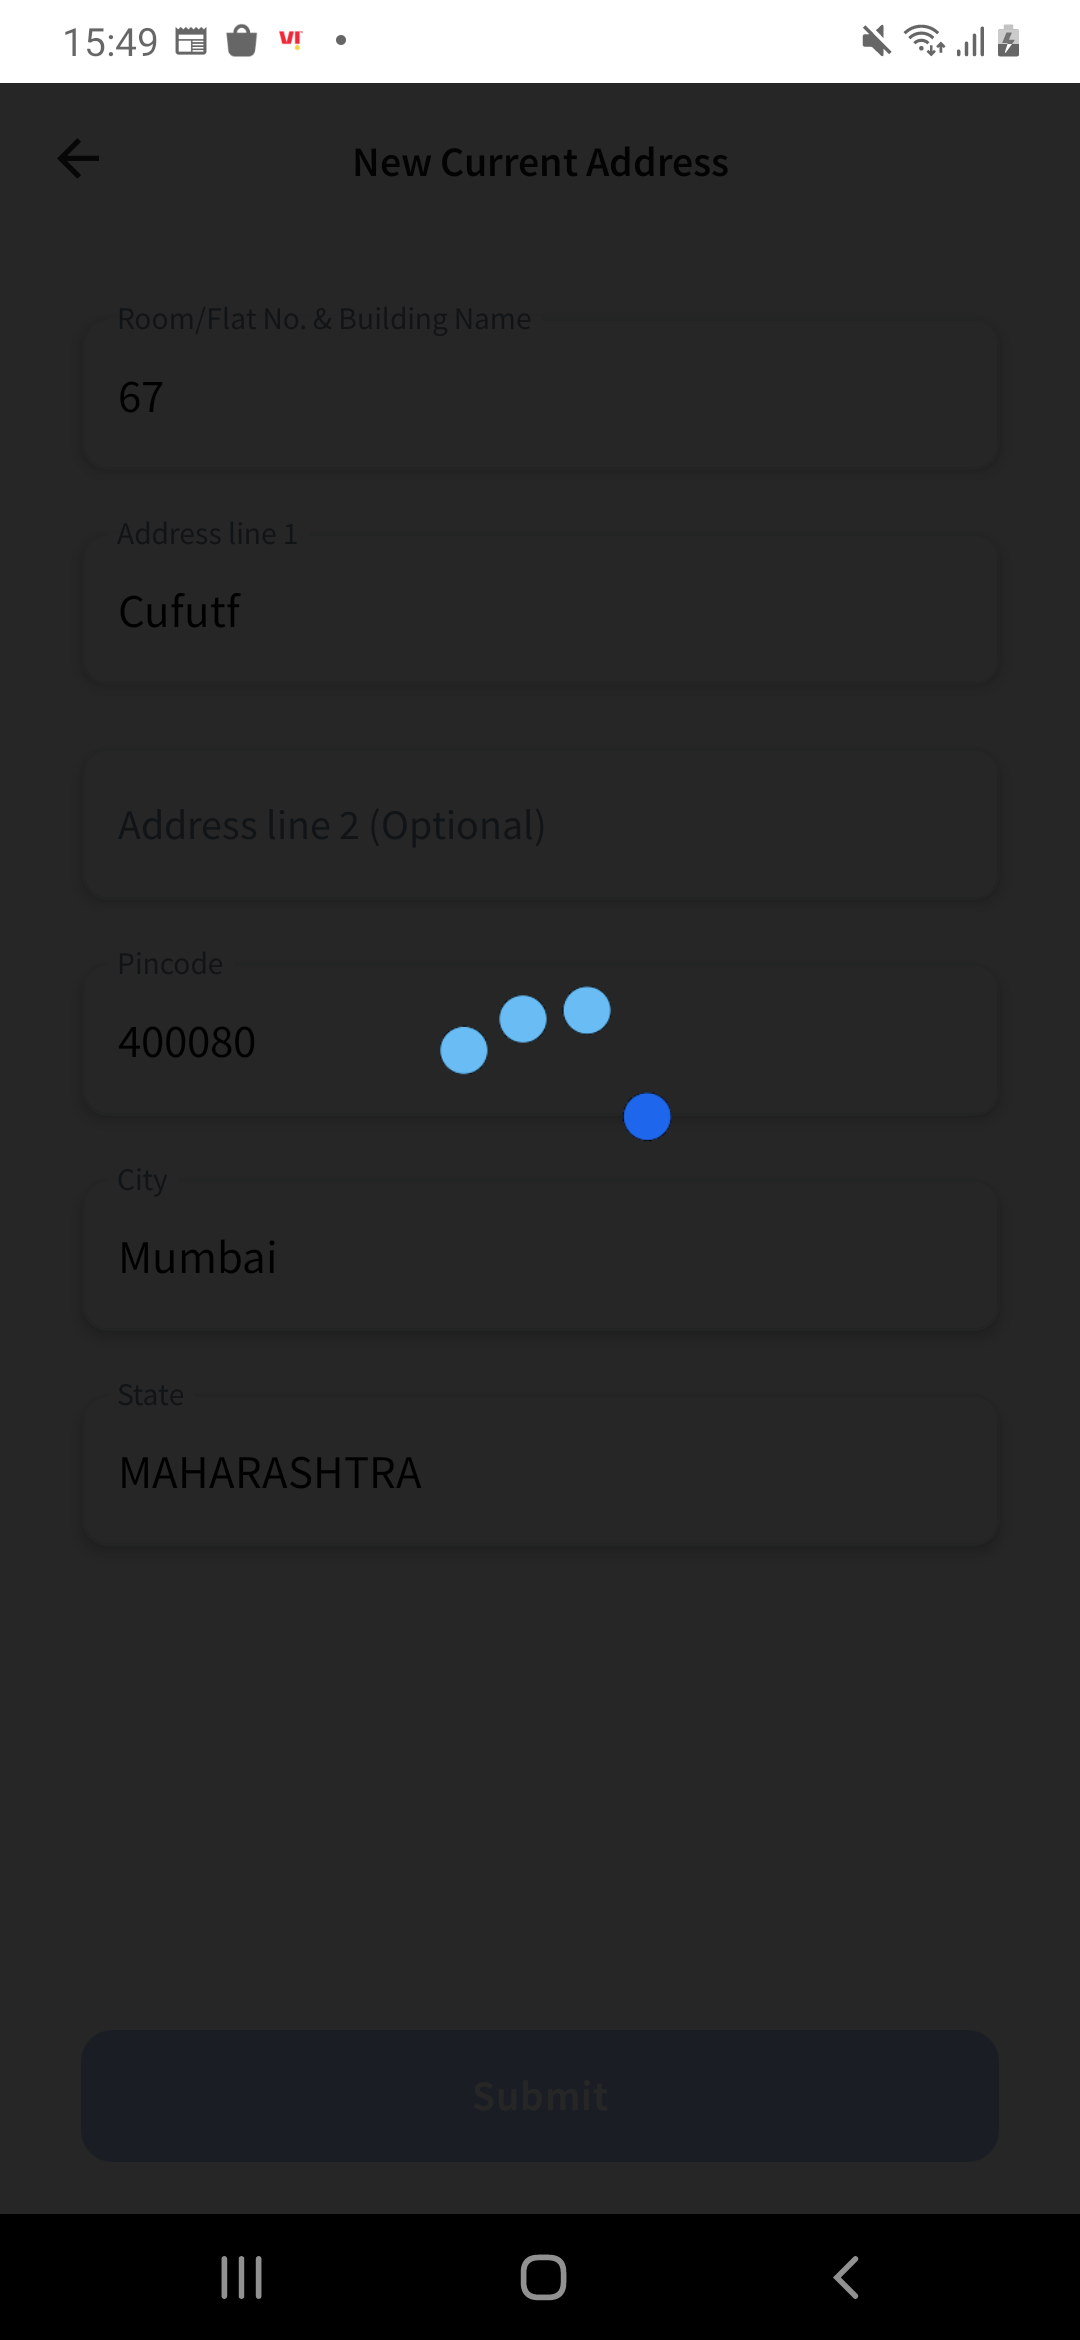 15:49 VI
New Current Address
Room/Flat No. & Building Name
67
Address line 1
Cufutf
Address line 2 (Optional)
Pincode
400080
City
Mumbai
State
MAHARASHTRA
Submit